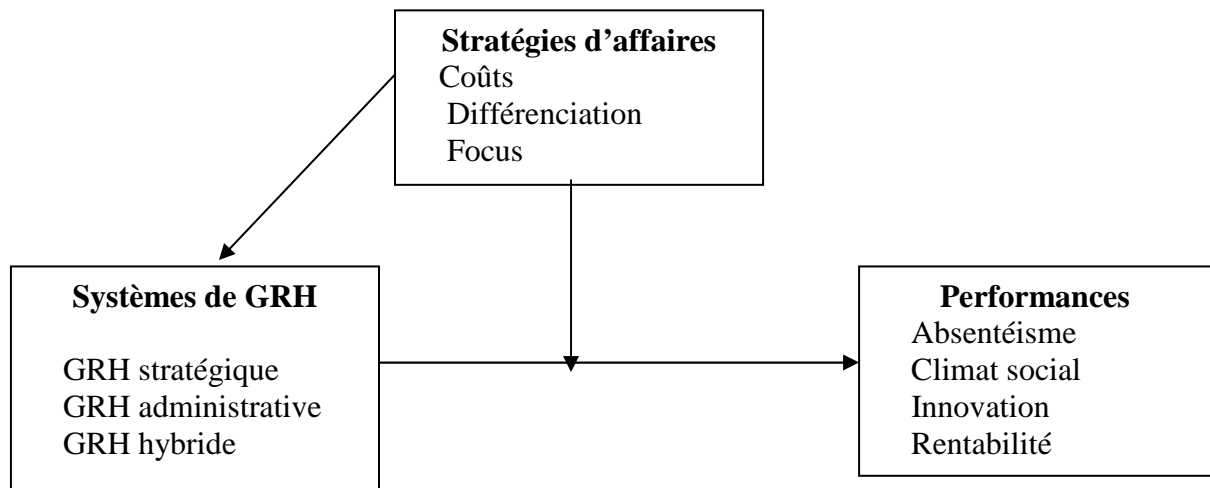 Stratégies d’affaires
Coûts
Différenciation
Focus
Systèmes de GRH
GRH stratégique
GRH administrative
GRH hybride
Performances
Absentéisme
Climat social
Innovation
Rentabilité